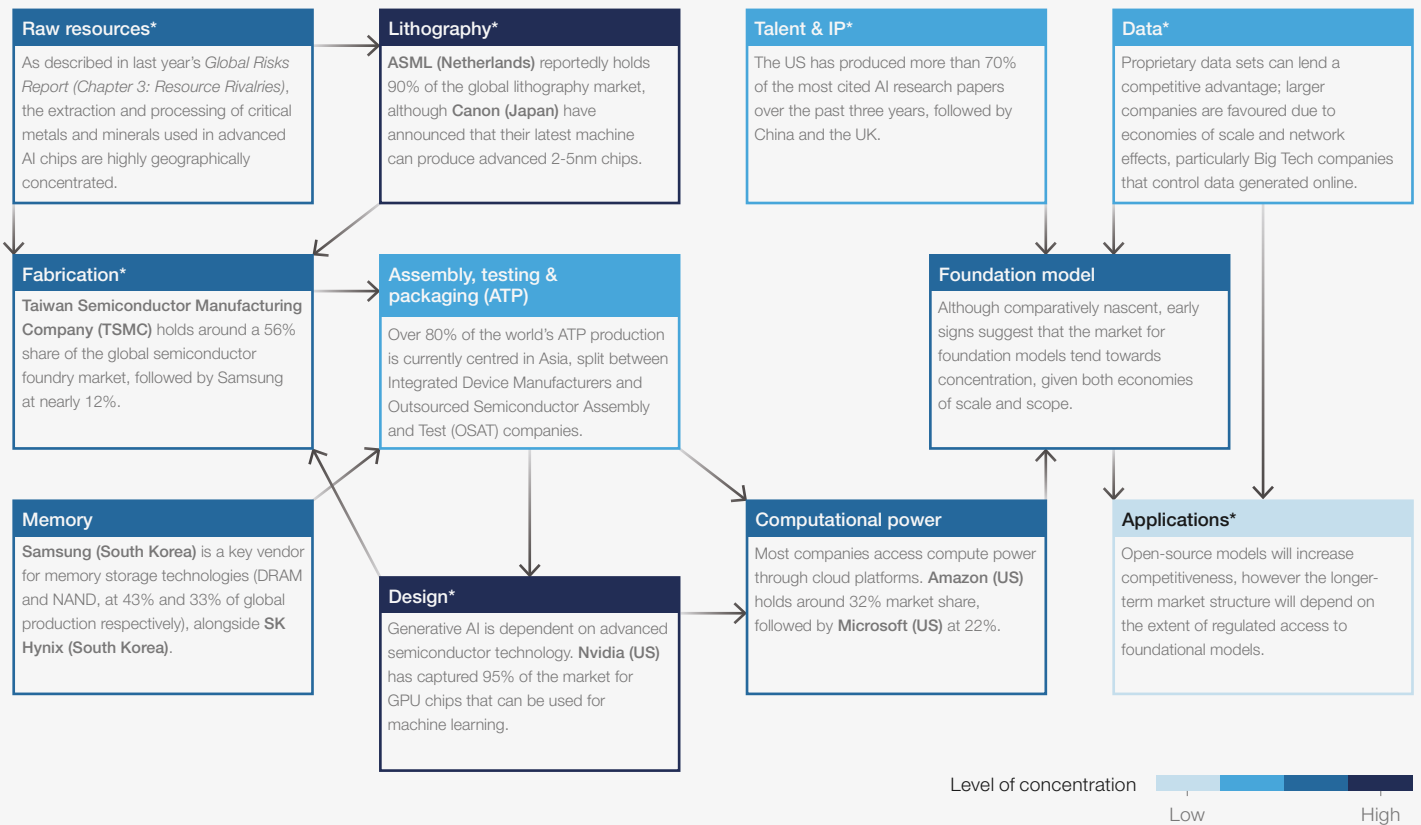 Raw resources*
As described in last year's Global Risks
Report (Chapter 3: Resource Rivalries),
the extraction and processing of critical
metals and minerals used in advanced
AI chips are highly geographically
concentrated.
Lithography*
ASML (Netherlands) reportedly holds
90% of the global lithography market,
although Canon (Japan) have
announced that their latest machine
can produce advanced 2-5nm chips.
Talent & IP*
The US has produced more than 70%
of the most cited AI research papers
over the past three years, followed by
China and the UK.
Data*
Proprietary data sets can lend a
competitive advantage; larger
companies are favoured due to
economies of scale and network
effects, particularly Big Tech companies
that control data generated online.
Fabrication*
Taiwan Semiconductor Manufacturing
Company (TSMC) holds around a 56%
share of the global semiconductor
foundry market, followed by Samsung
at nearly 12%.
Assembly, testing &
packaging (ATP)
Over 80% of the world's ATP production
is currently centred in Asia, split between
Integrated Device Manufacturers and
Outsourced Semiconductor Assembly
and Test (OSAT) companies.
Foundation model
Although comparatively nascent, early
signs suggest that the market for
foundation models tend towards
concentration, given both economies
of scale and scope.
Memory
Samsung (South Korea) is a key vendor
for memory storage technologies (DRAM
and NAND, at 43% and 33% of global
production respectively), alongside SK
Hynix (South Korea).
Design*
Generative AI is dependent on advanced
semiconductor technology. Nvidia (US)
has captured 95% of the market for
GPU chips that can be used for
machine learning.
Computational power
Most companies access compute power
through cloud platforms. Amazon (US)
holds around 32% market share,
followed by Microsoft (US) at 22%.
Applications*
Open-source models will increase
competitiveness, however the longer-
term market structure will depend on
the extent of regulated access to
foundational models.
Level of concentration
Low
High